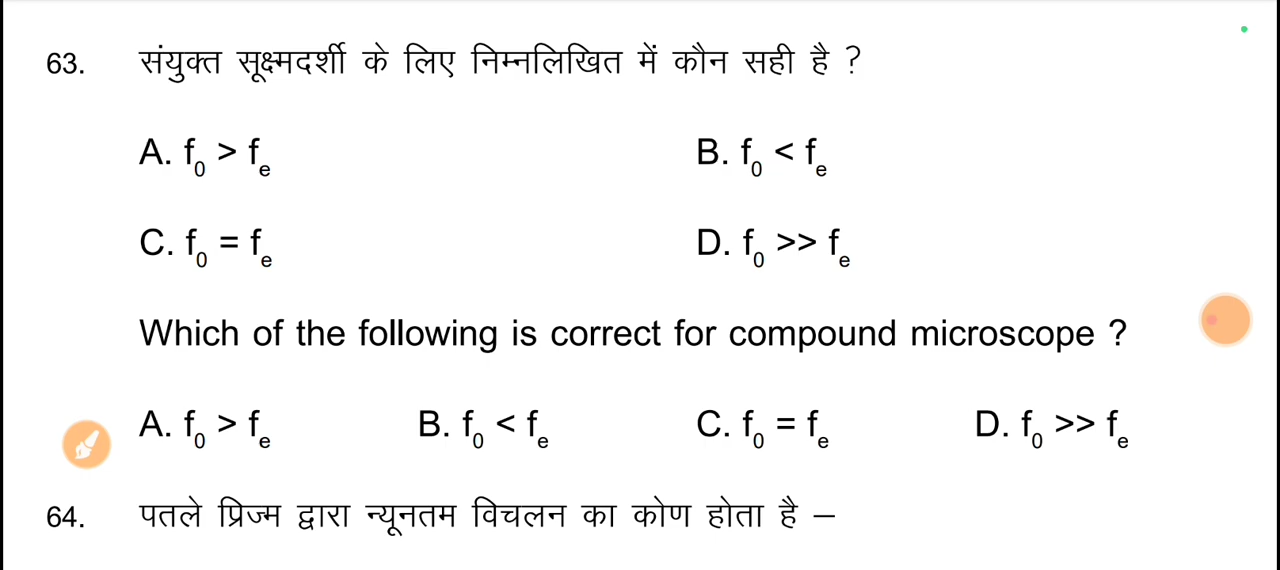 63. संयुक्त सूक्ष्मदर्शी के लिए निम्नलिखित में कौन सही है ?
A. f₀ > fₑ B. f₀ < fₑ
C. f₀ = fₑ D. f₀ >> fₑ
Which of the following is correct for compound microscope ?
A. f₀ > fₑ B. f₀ < fₑ C. f₀ = fₑ D. f₀ >> fₑ
64. पतले प्रिज्म द्वारा न्यूनतम विचलन का कोण होता है –